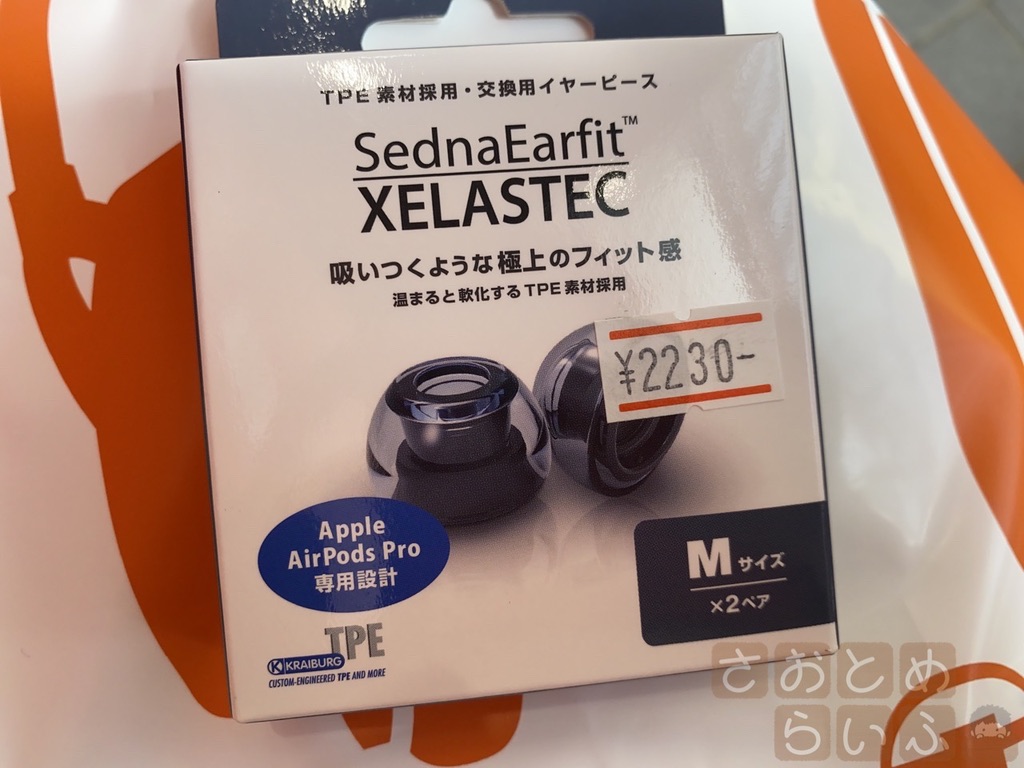 TPE 素材採用・交換用イヤーピース
SednaEarfit™
XELASTEC
吸いつくような極上のフィット感
温まると軟化するTPE素材採用
¥2230-
Apple
AirPods Pro
専用設計
M サイズ
×2ペア
TPE
KRAIBURG
CUSTOM-ENGINEERED TPE AND MORE
さおとめ
らいふ